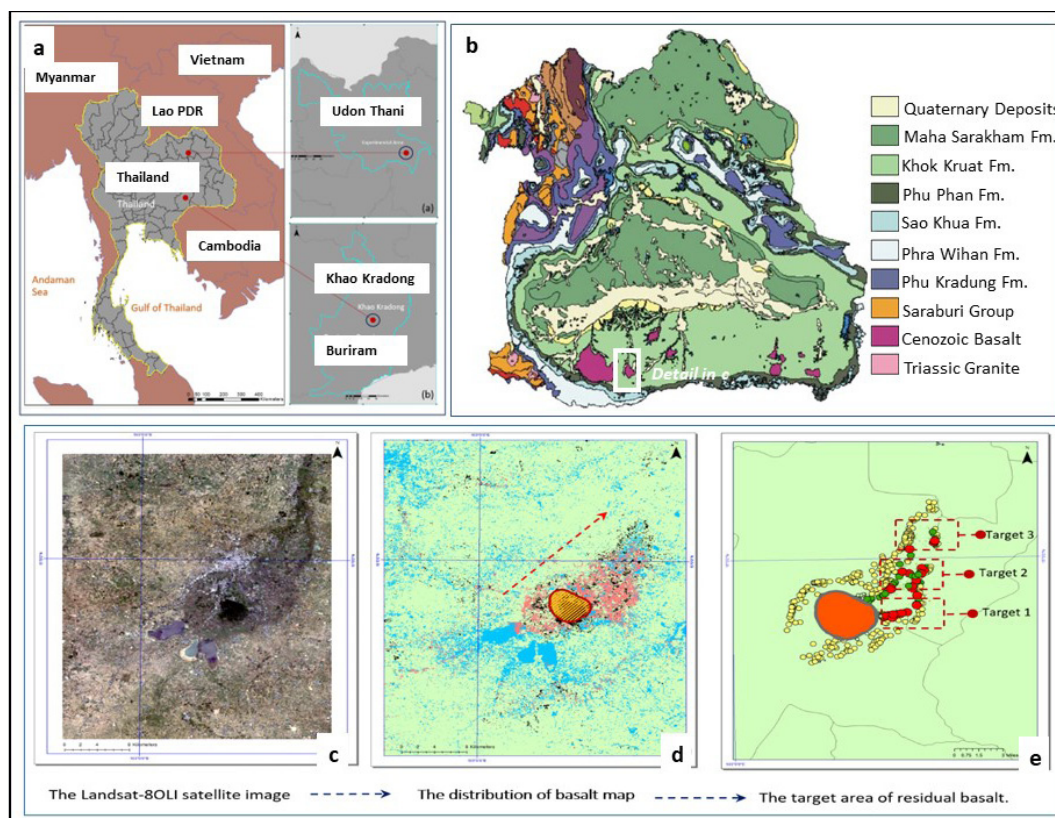 a
Myanmar
Vietnam
Lao PDR
Thailand
Thailand
Cambodia
Andaman
Sea
Gulf of Thailand
Udon Thani
(a)
Khao Kradong
Khao Kradong
Buriram
(b)
b
Detail in c
Quaternary Deposits
Maha Sarakham Fm.
Khok Kruat Fm.
Phu Phan Fm.
Sao Khua Fm.
Phra Wihan Fm.
Phu Kradung Fm.
Saraburi Group
Cenozoic Basalt
Triassic Granite
c
d
Target 3
Target 2
Target 1
e
The Landsat-8OLI satellite image
The distribution of basalt map
The target area of residual basalt.